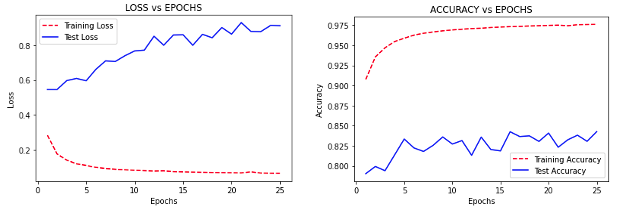 LOSS vs EPOCHS
Training Loss
Test Loss
0.8
0.6
0.4
0.2
Loss
0 5 10 15 20 25
Epochs
ACCURACY vs EPOCHS
0.975
0.950
0.925
0.900
0.875
0.850
0.825
0.800
Accuracy
Training Accuracy
Test Accuracy
0 5 10 15 20 25
Epochs